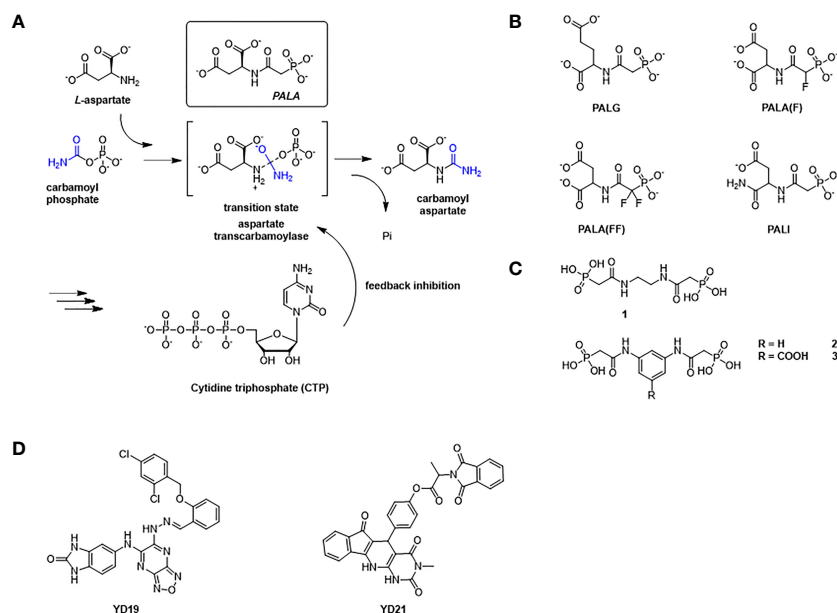 A
L-aspartate
PALA
carbamoyl
phosphate
transition state
aspartate
transcarbamoylase
carbamoyl
aspartate
Pi
feedback inhibition
Cytidine triphosphate (CTP)
B
PALG
PALA(F)
PALA(FF)
PALI
C
1
R = H 2
R = COOH 3
D
YD19
YD21